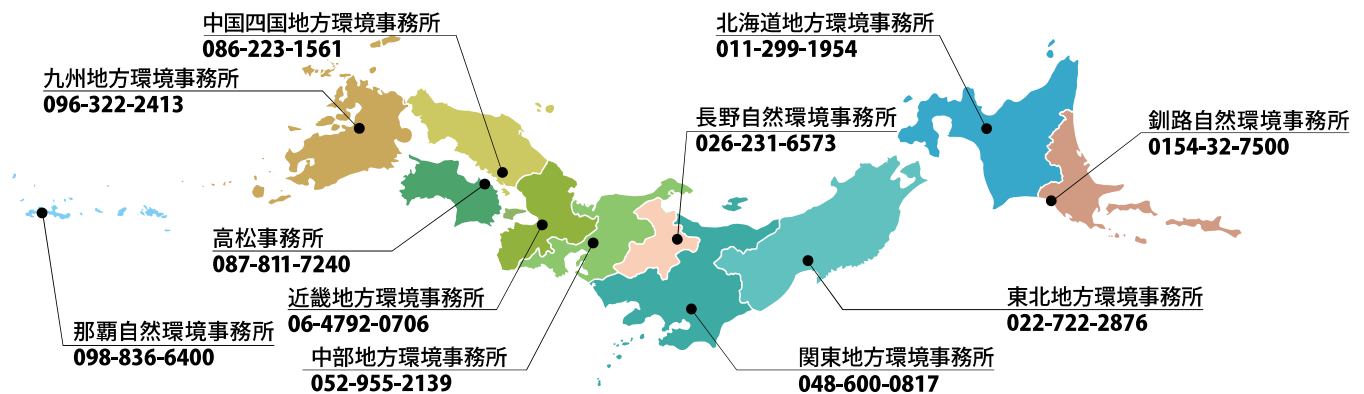 中国四国地方環境事務所
086-223-1561
北海道地方環境事務所
011-299-1954
九州地方環境事務所
096-322-2413
長野自然環境事務所
026-231-6573
釧路自然環境事務所
0154-32-7500
高松事務所
087-811-7240
近畿地方環境事務所
06-4792-0706
東北地方環境事務所
022-722-2876
那覇自然環境事務所
098-836-6400
中部地方環境事務所
052-955-2139
関東地方環境事務所
048-600-0817